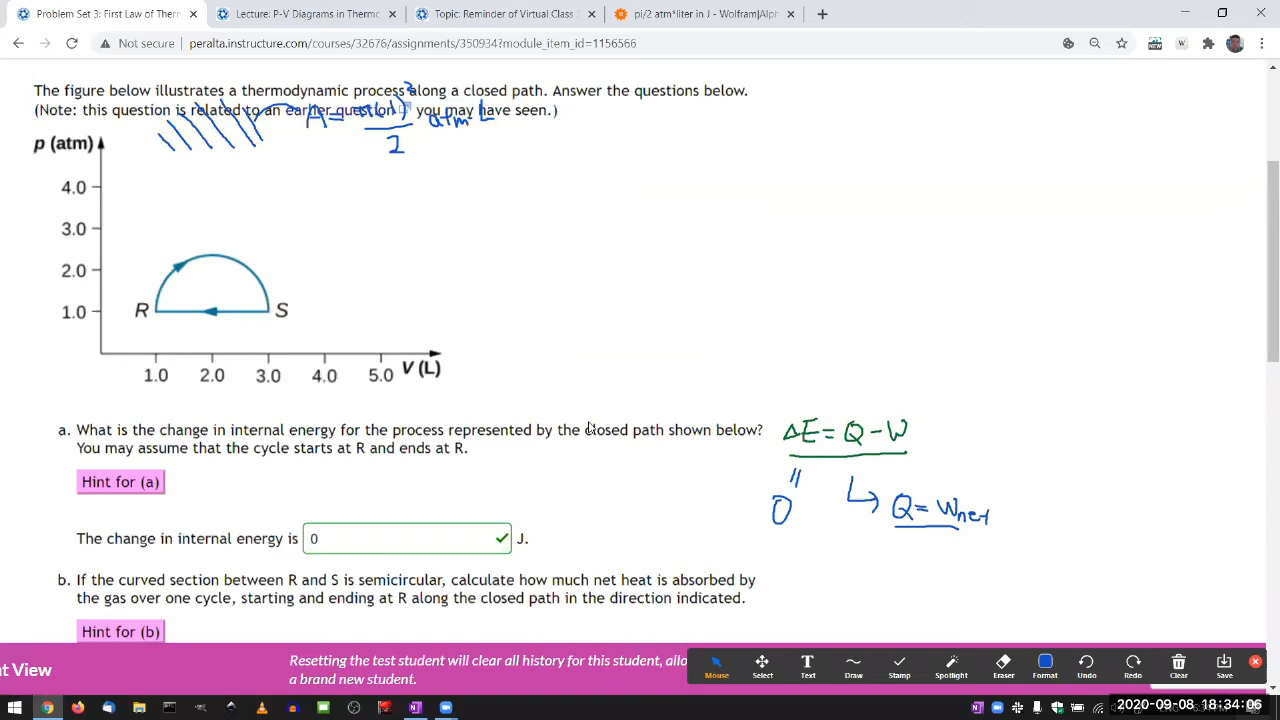 Problem Set 3: First Law of Therm
Lecture: P-V Diagrams in Thermo
Topic: Reminder of Virtual Class
pi/2 atm*liter in J - Wolfram|Alph
Not secure
peralta.instructure.com/courses/32676/assignments/350934?module_item_id=1156566
The figure below illustrates a thermodynamic process along a closed path. Answer the questions below.
(Note: this question is related to an earlier question you may have seen.)
A = π(1)² / 2 atm·L
p (atm)
4.0
3.0
2.0
1.0
R
S
1.0 2.0 3.0 4.0 5.0 V (L)
a. What is the change in internal energy for the process represented by the closed path shown below?
You may assume that the cycle starts at R and ends at R.
ΔE = Q - W
Hint for (a)
0
Q = Wnet
The change in internal energy is 0 J.
b. If the curved section between R and S is semicircular, calculate how much net heat is absorbed by
the gas over one cycle, starting and ending at R along the closed path in the direction indicated.
Hint for (b)
nt View
Resetting the test student will clear all history for this student, allo
a brand new student.
Mouse Select Text Draw Stamp Spotlight Eraser Format Undo Redo Clear Save
2020-09-08 18:34:06